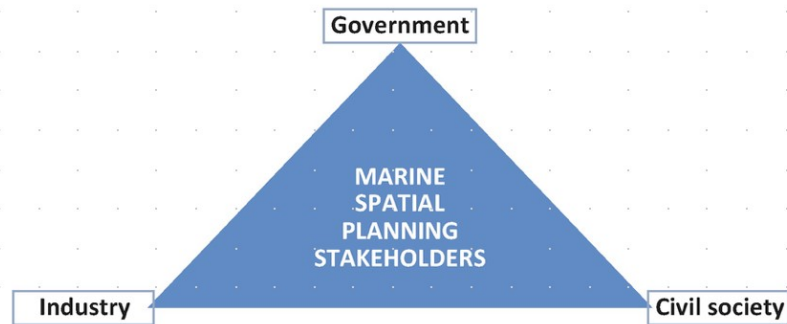 Government
MARINE
SPATIAL
PLANNING
STAKEHOLDERS
Industry
Civil society